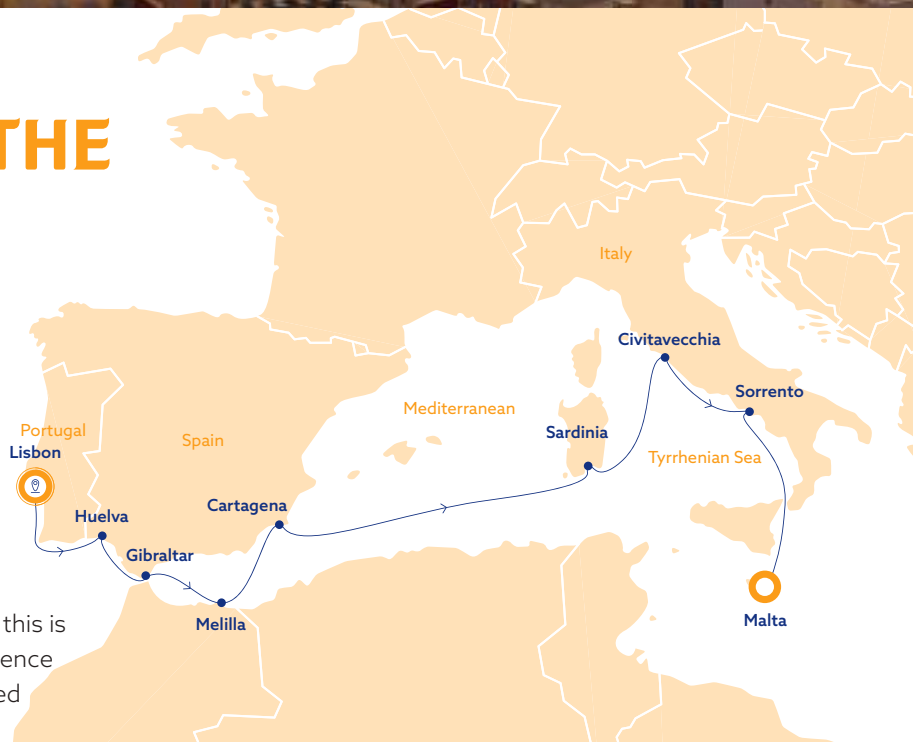 THE
Italy
Civitavecchia
Sorrento
Mediterranean
Portugal
Spain
Sardinia
Lisbon
Tyrrhenian Sea
Cartagena
Huelva
Gibraltar
Melilla
Malta
this is
ence
ed